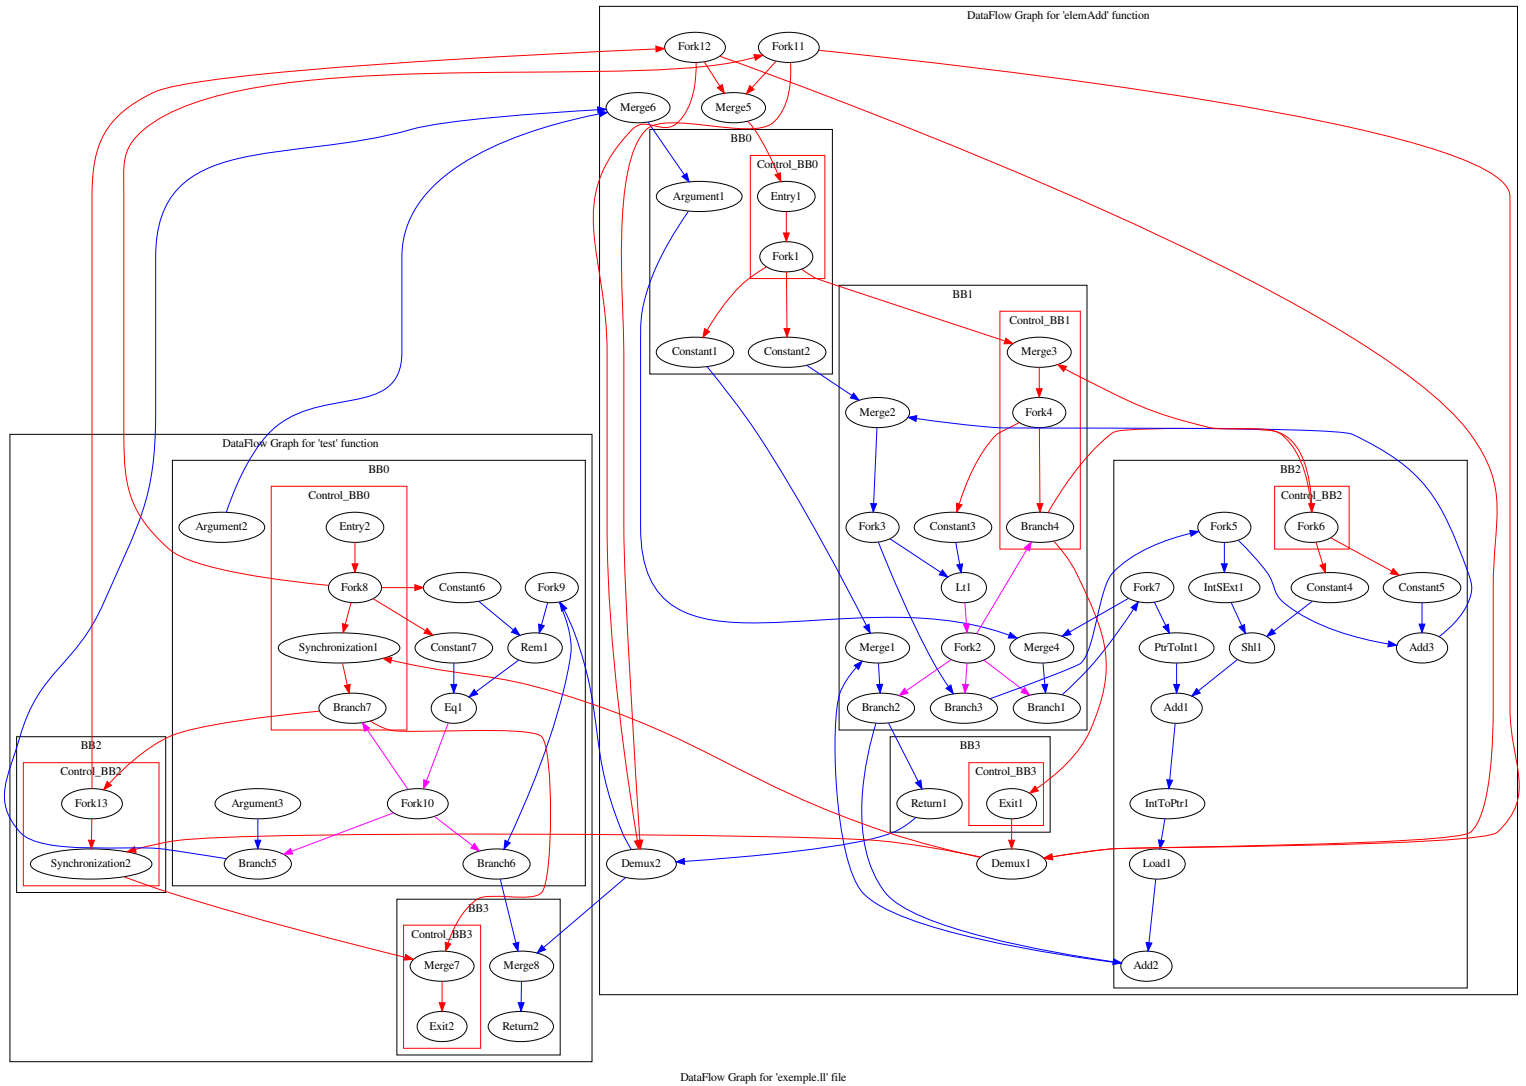 DataFlow Graph for 'elemAdd' function
Fork12
Fork11
Merge6
Merge5
BB0
Control_BB0
Argument1
Entry1
Fork1
BB1
Control_BB1
Constant1
Constant2
Merge3
Merge2
Fork4
DataFlow Graph for 'test' function
BB0
BB2
Control_BB0
Control_BB2
Argument2
Entry2
Fork3
Constant3
Branch4
Fork5
Fork6
Fork8
Constant6
Fork9
Lt1
Fork7
IntSExt1
Constant4
Constant5
Synchronization1
Constant7
Rem1
Merge1
Fork2
Merge4
PtrToInt1
Shl1
Add3
Branch7
Eq1
Branch2
Branch3
Branch1
Add1
BB2
BB3
Control_BB2
Control_BB3
Fork13
Argument3
Fork10
Return1
Exit1
IntToPtr1
Synchronization2
Branch5
Branch6
Demux2
Demux1
Load1
BB3
Control_BB3
Merge7
Merge8
Add2
Exit2
Return2
DataFlow Graph for 'exemple.ll' file